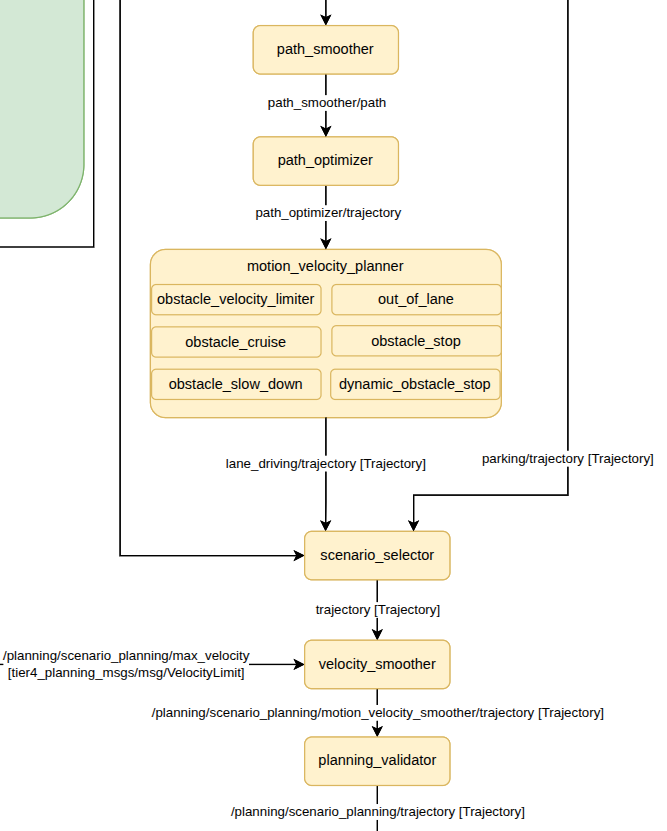 path_smoother
path_smoother/path
path_optimizer
path_optimizer/trajectory
motion_velocity_planner
obstacle_velocity_limiter
out_of_lane
obstacle_cruise
obstacle_stop
obstacle_slow_down
dynamic_obstacle_stop
lane_driving/trajectory [Trajectory]
parking/trajectory [Trajectory]
scenario_selector
trajectory [Trajectory]
/planning/scenario_planning/max_velocity
[tier4_planning_msgs/msg/VelocityLimit]
velocity_smoother
/planning/scenario_planning/motion_velocity_smoother/trajectory [Trajectory]
planning_validator
/planning/scenario_planning/trajectory [Trajectory]